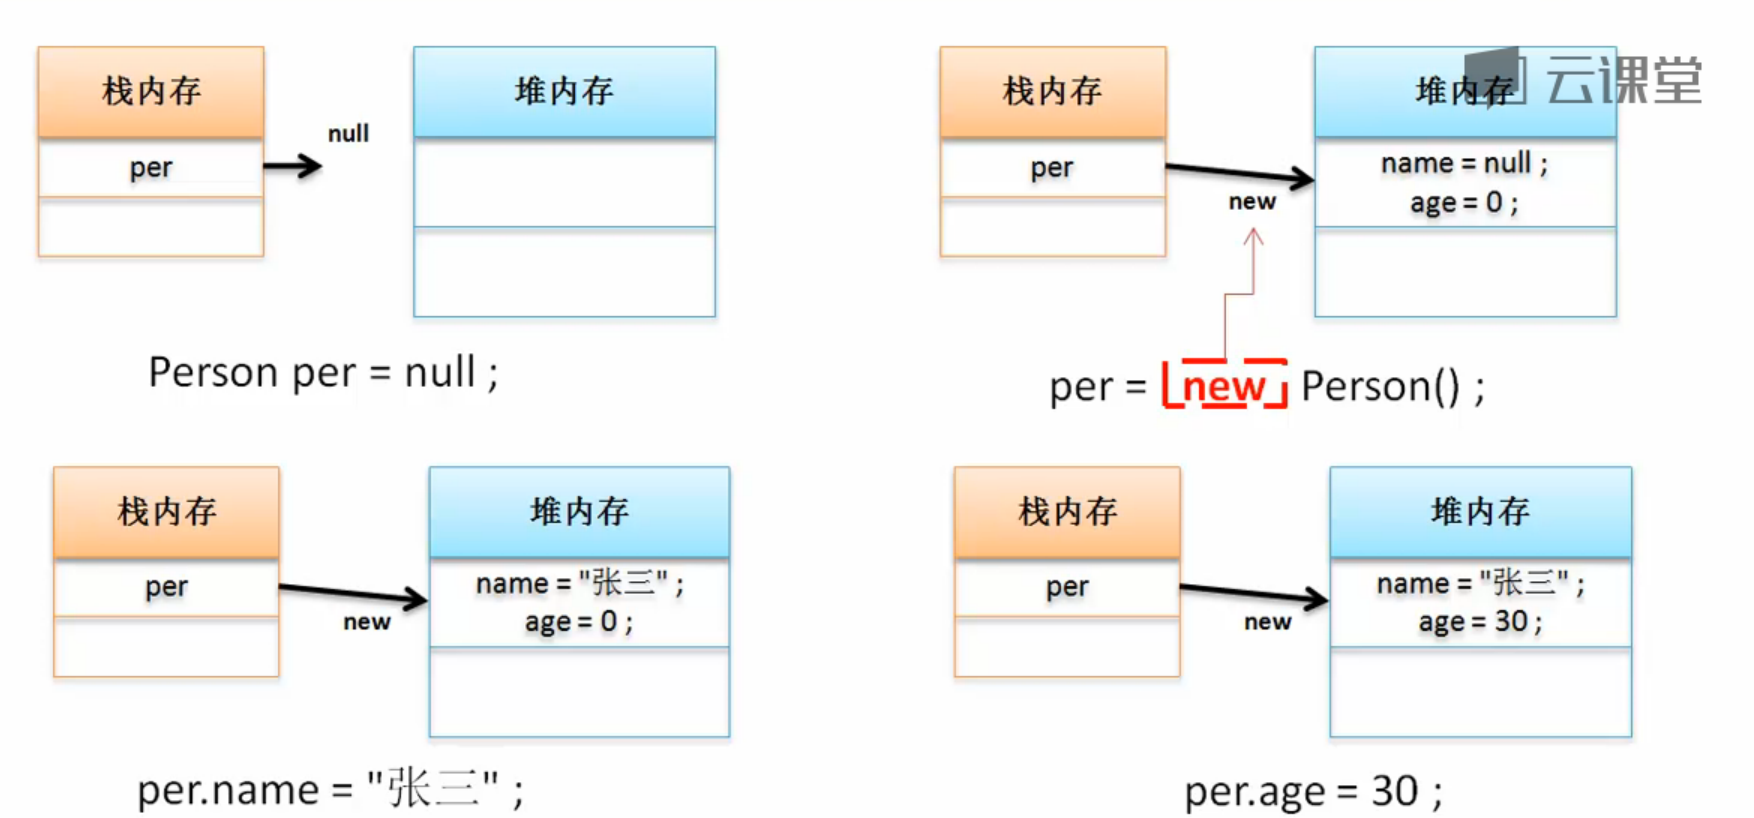 栈内存
per
null
堆内存
Person per = null ;
栈内存
per
new
堆内存
云课堂
name = null ;
age = 0 ;
per = new Person() ;
栈内存
per
new
堆内存
name = "张三" ;
age = 0 ;
per.name = "张三" ;
栈内存
per
new
堆内存
name = "张三" ;
age = 30 ;
per.age = 30 ;